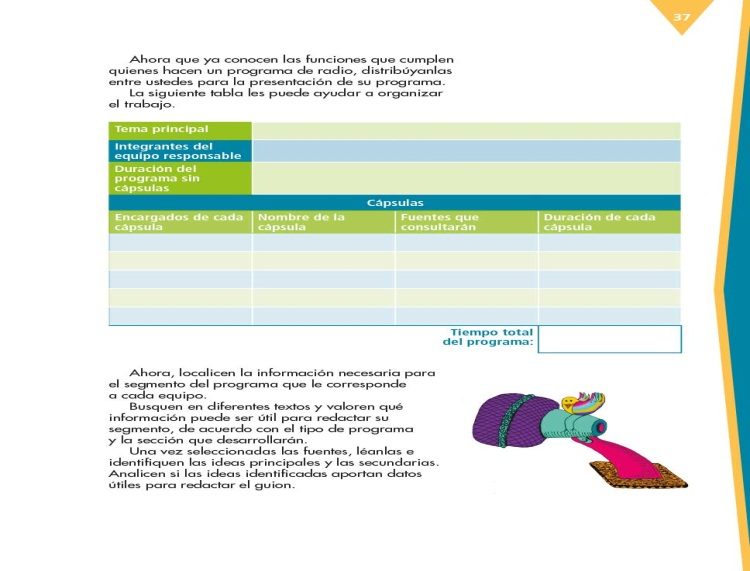 37
Ahora que ya conocen las funciones que cumplen
quienes hacen un programa de radio, distribúyanlas
entre ustedes para la presentación de su programa.
La siguiente tabla les puede ayudar a organizar
el trabajo.
Tema principal
Integrantes del
equipo responsable
Duración del
programa sin
cápsulas
Cápsulas
Encargados de cada
cápsula
Nombre de la
cápsula
Fuentes que
consultarán
Duración de cada
cápsula
Tiempo total
del programa:
Ahora, localicen la información necesaria para
el segmento del programa que le corresponde
a cada equipo.
Busquen en diferentes textos y valoren qué
información puede ser útil para redactar su
segmento, de acuerdo con el tipo de programa
y la sección que desarrollarán.
Una vez seleccionadas las fuentes, léanlas e
identifiquen las ideas principales y las secundarias.
Analicen si las ideas identificadas aportan datos
útiles para redactar el guion.